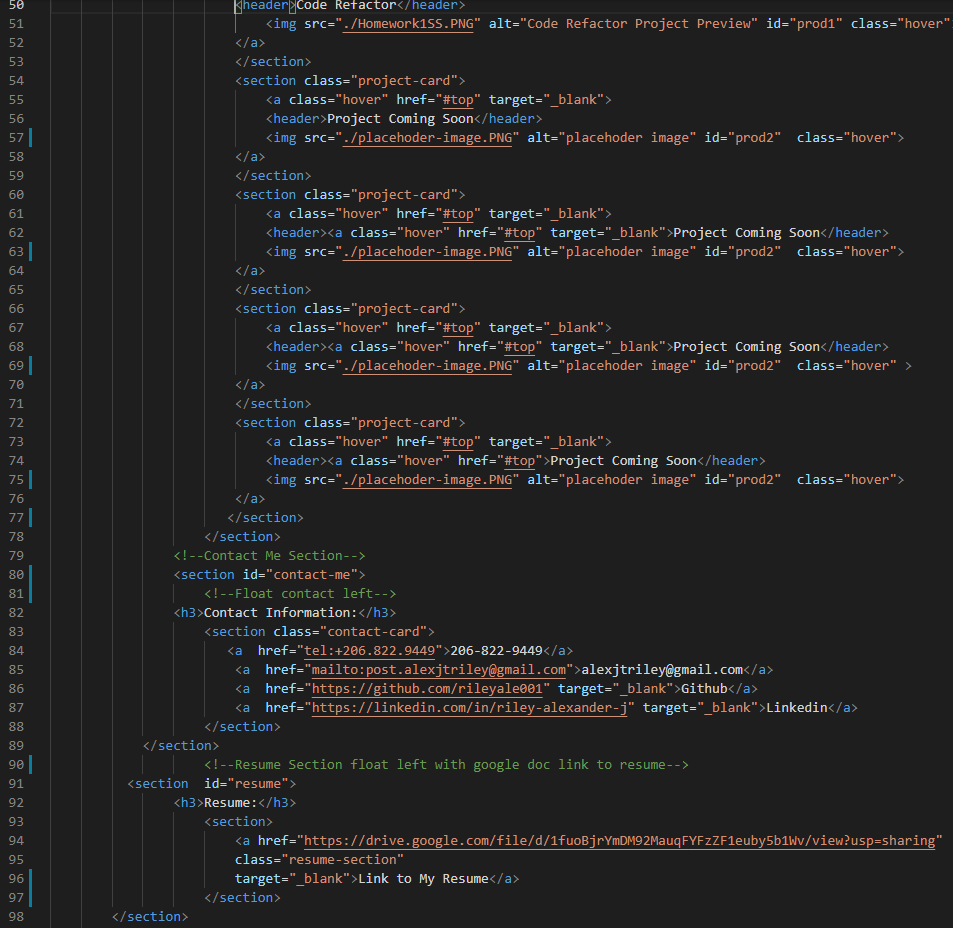 50 <header>Code Refactor</header>
51 <img src="./Homework1SS.PNG" alt="Code Refactor Project Preview" id="prod1" class="hover"
52 </a>
53 </section>
54 <section class="project-card">
55 <a class="hover" href="#top" target="_blank">
56 <header>Project Coming Soon</header>
57 <img src="./placehoder-image.PNG" alt="placehoder image" id="prod2"  class="hover">
58 </a>
59 </section>
60 <section class="project-card">
61 <a class="hover" href="#top" target="_blank">
62 <header><a class="hover" href="#top" target="_blank">Project Coming Soon</header>
63 <img src="./placehoder-image.PNG" alt="placehoder image" id="prod2"  class="hover">
64 </a>
65 </section>
66 <section class="project-card">
67 <a class="hover" href="#top" target="_blank">
68 <header><a class="hover" href="#top" target="_blank">Project Coming Soon</header>
69 <img src="./placehoder-image.PNG" alt="placehoder image" id="prod2"  class="hover" >
70 </a>
71 </section>
72 <section class="project-card">
73 <a class="hover" href="#top" target="_blank">
74 <header><a class="hover" href="#top">Project Coming Soon</header>
75 <img src="./placehoder-image.PNG" alt="placehoder image" id="prod2"  class="hover">
76 </a>
77 </section>
78 </section>
79 <!--Contact Me Section-->
80 <section id="contact-me">
81 <!--Float contact left-->
82 <h3>Contact Information:</h3>
83 <section class="contact-card">
84 <a  href="tel:+206.822.9449">206-822-9449</a>
85 <a  href="mailto:post.alexjtriley@gmail.com">alexjtriley@gmail.com</a>
86 <a  href="https://github.com/rileyale001" target="_blank">Github</a>
87 <a  href="https://linkedin.com/in/riley-alexander-j" target="_blank">Linkedin</a>
88 </section>
89 </section>
90 <!--Resume Section float left with google doc link to resume-->
91 <section  id="resume">
92 <h3>Resume:</h3>
93 <section>
94 <a href="https://drive.google.com/file/d/1fuoBjrYmDM92MauqFYFzZF1euby5b1Wv/view?usp=sharing"
95 class="resume-section"
96 target="_blank">Link to My Resume</a>
97 </section>
98 </section>